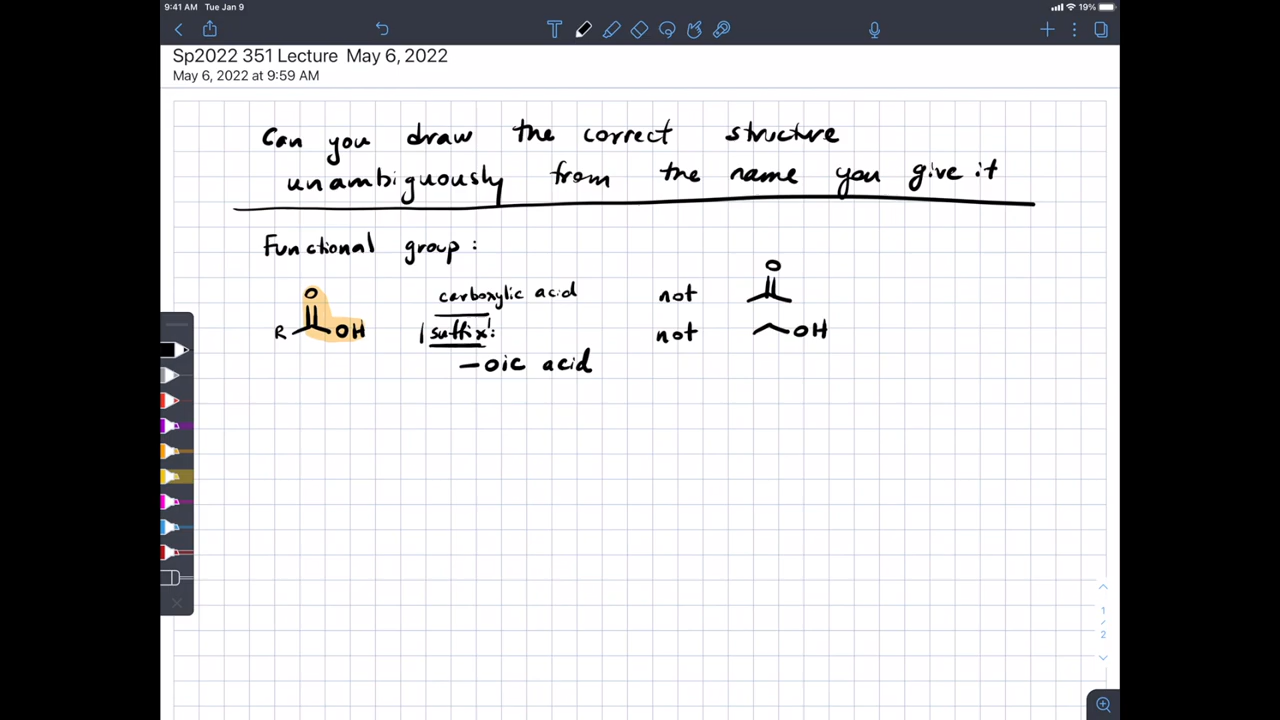 9:41 AM Tue Jan 9
19%
Sp2022 351 Lecture May 6, 2022
May 6, 2022 at 9:59 AM
Can you draw the correct structure
unambiguously from the name you give it
Functional group:
O
O
carboxylic acid not
R OH suffix: not OH
-oic acid
1
/
2